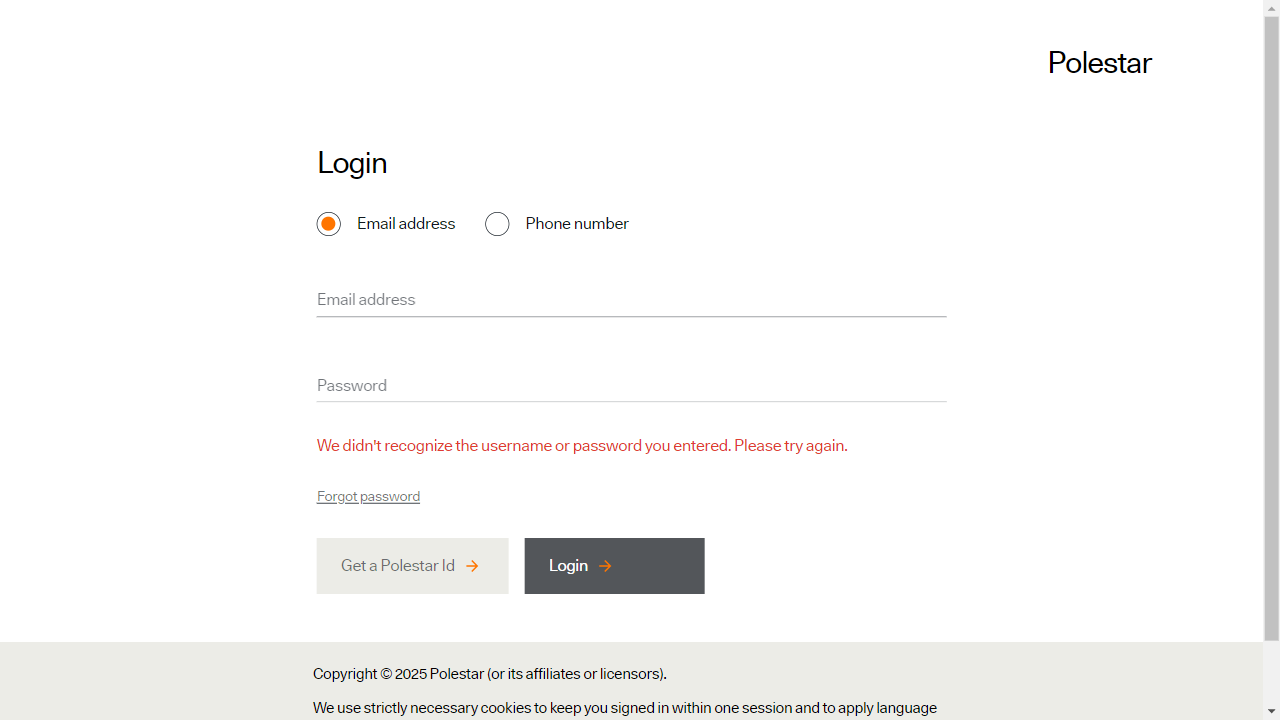 Polestar
Login
Email address
Phone number
Email address
Password
We didn't recognize the username or password you entered. Please try again.
Forgot password
Get a Polestar Id
Login
Copyright © 2025 Polestar (or its affiliates or licensors).
We use strictly necessary cookies to keep you signed in within one session and to apply language